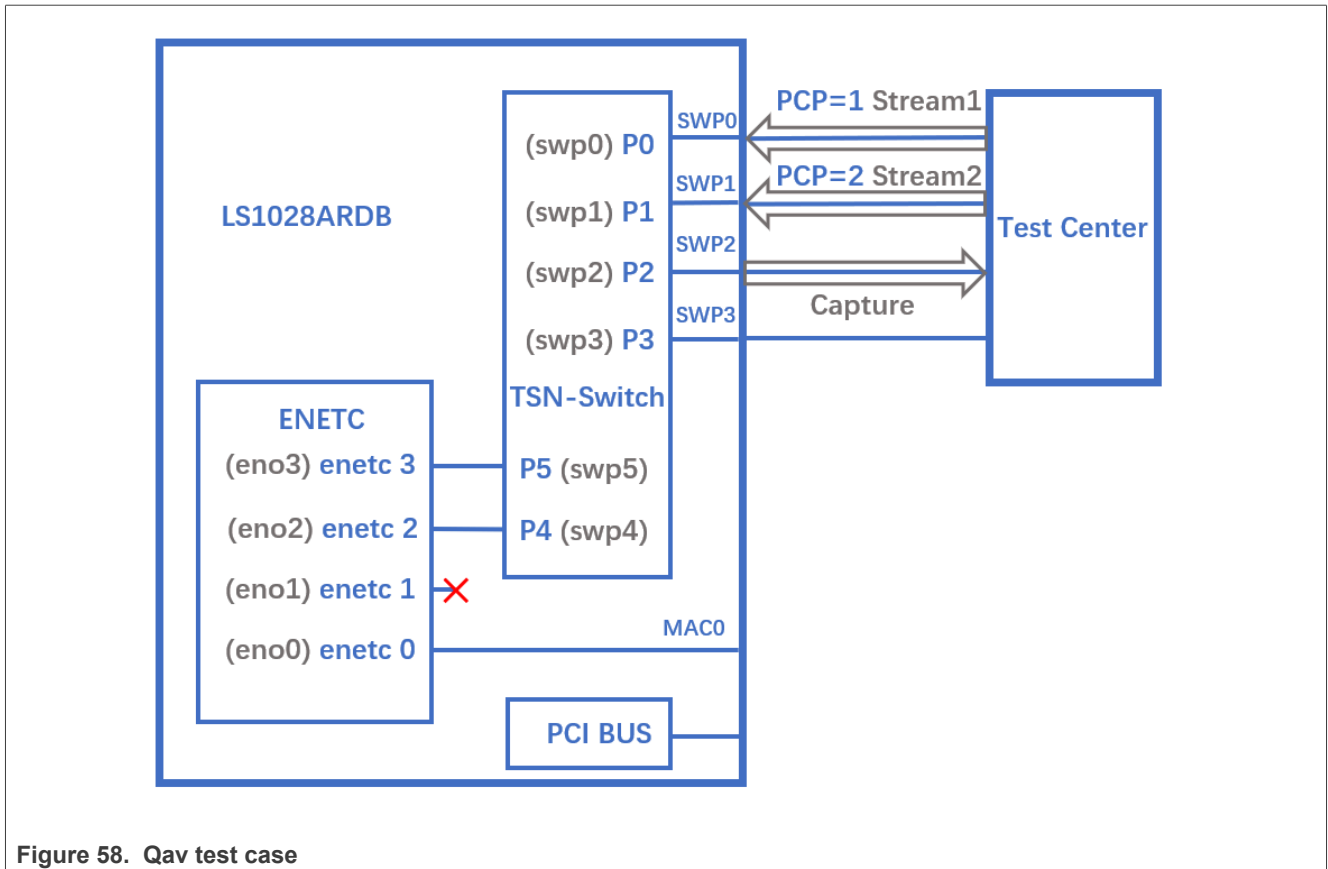 LS1028ARDB
(swp0) P0
(swp1) P1
(swp2) P2
(swp3) P3
TSN-Switch
P5 (swp5)
P4 (swp4)
SWP0
SWP1
SWP2
SWP3
PCP=1 Stream1
PCP=2 Stream2
Capture
Test Center
ENETC
(eno3) enetc 3
(eno2) enetc 2
(eno1) enetc 1
(eno0) enetc 0
MAC0
PCI BUS
Figure 58. Qav test case